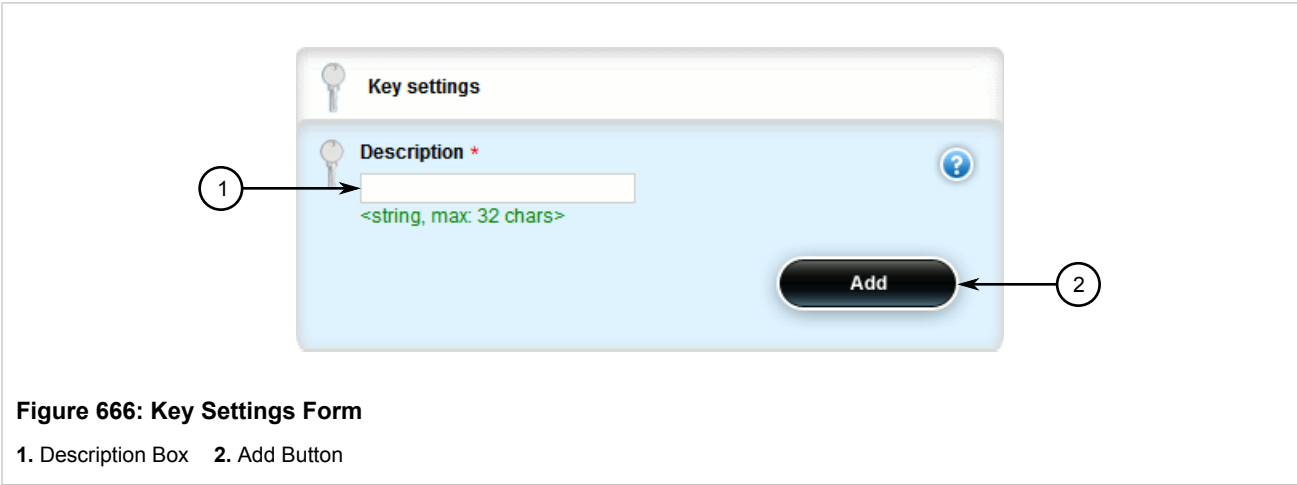 Key settings
Description *
?
1
<string, max: 32 chars>
Add
2
Figure 666: Key Settings Form
1. Description Box 2. Add Button